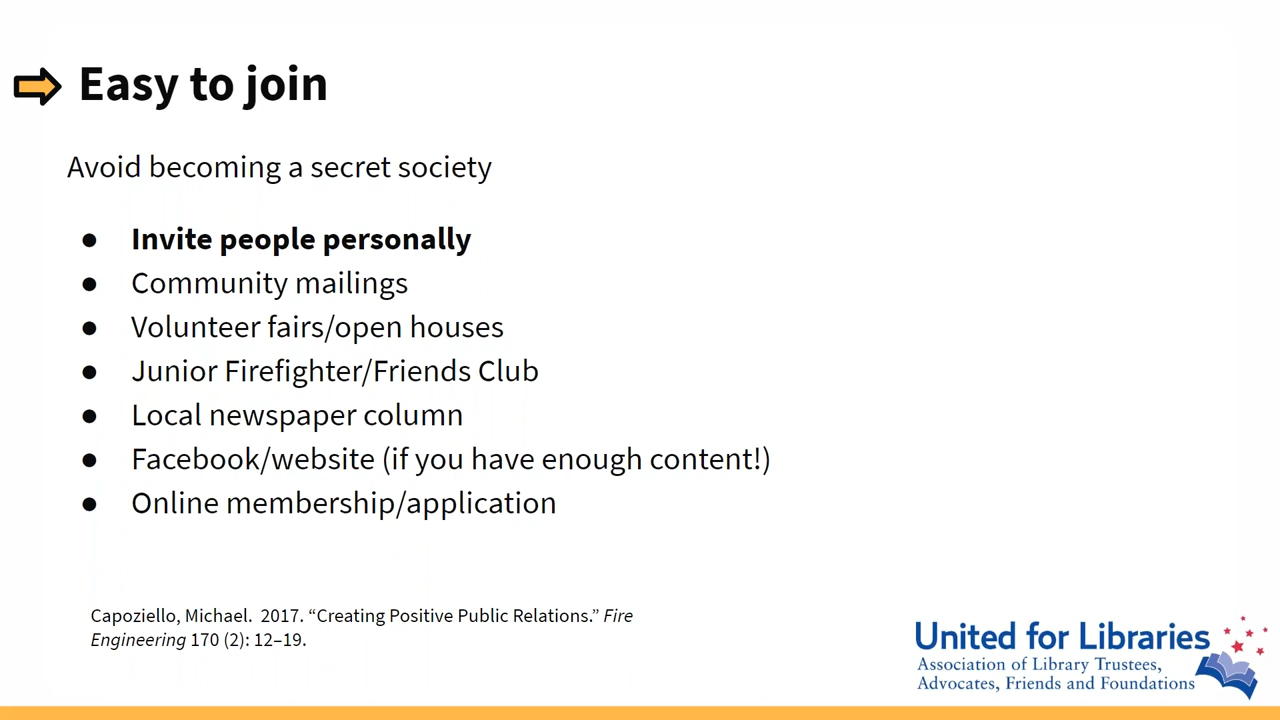 Easy to join
Avoid becoming a secret society
● Invite people personally
● Community mailings
● Volunteer fairs/open houses
● Junior Firefighter/Friends Club
● Local newspaper column
● Facebook/website (if you have enough content!)
● Online membership/application
Capoziello, Michael.  2017. “Creating Positive Public Relations.” Fire
Engineering 170 (2): 12–19.
United for Libraries
Association of Library Trustees,
Advocates, Friends and Foundations